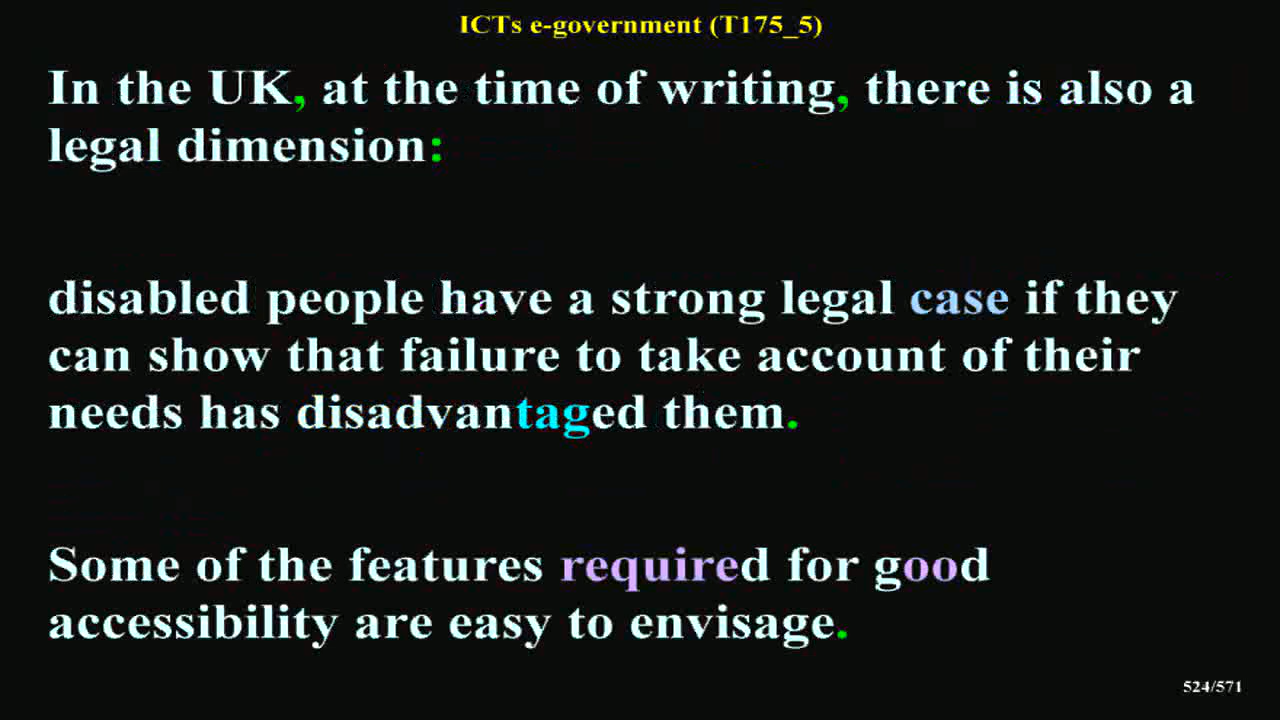 ICTs e-government (T175_5)
In the UK, at the time of writing, there is also a
legal dimension:
disabled people have a strong legal case if they
can show that failure to take account of their
needs has disadvantaged them.
Some of the features required for good
accessibility are easy to envisage.
524/571